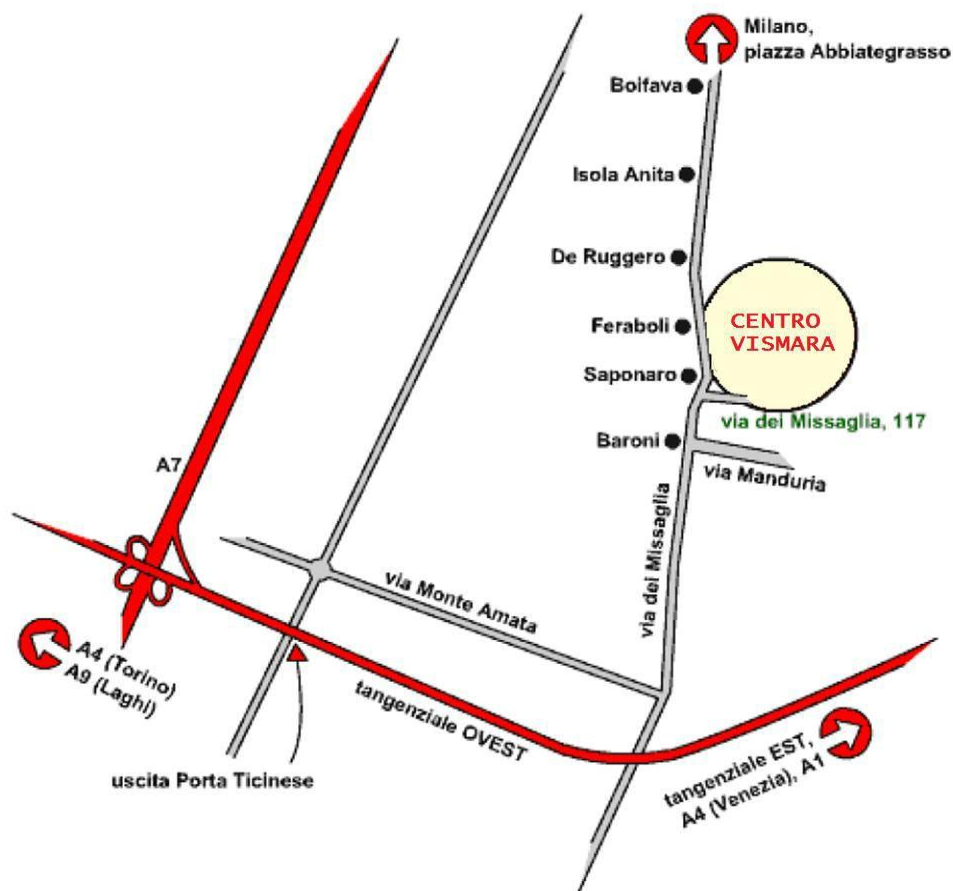 Milano,
piazza Abbiategrasso
Boifava
Isola Anita
De Ruggero
Feraboli
CENTRO
VISMARA
Saponaro
via dei Missaglia, 117
Baroni
via Manduria
A7
via dei Missaglia
via Monte Amata
A4 (Torino)
A9 (Laghi)
tangenziale OVEST
uscita Porta Ticinese
tangenziale EST,
A4 (Venezia), A1